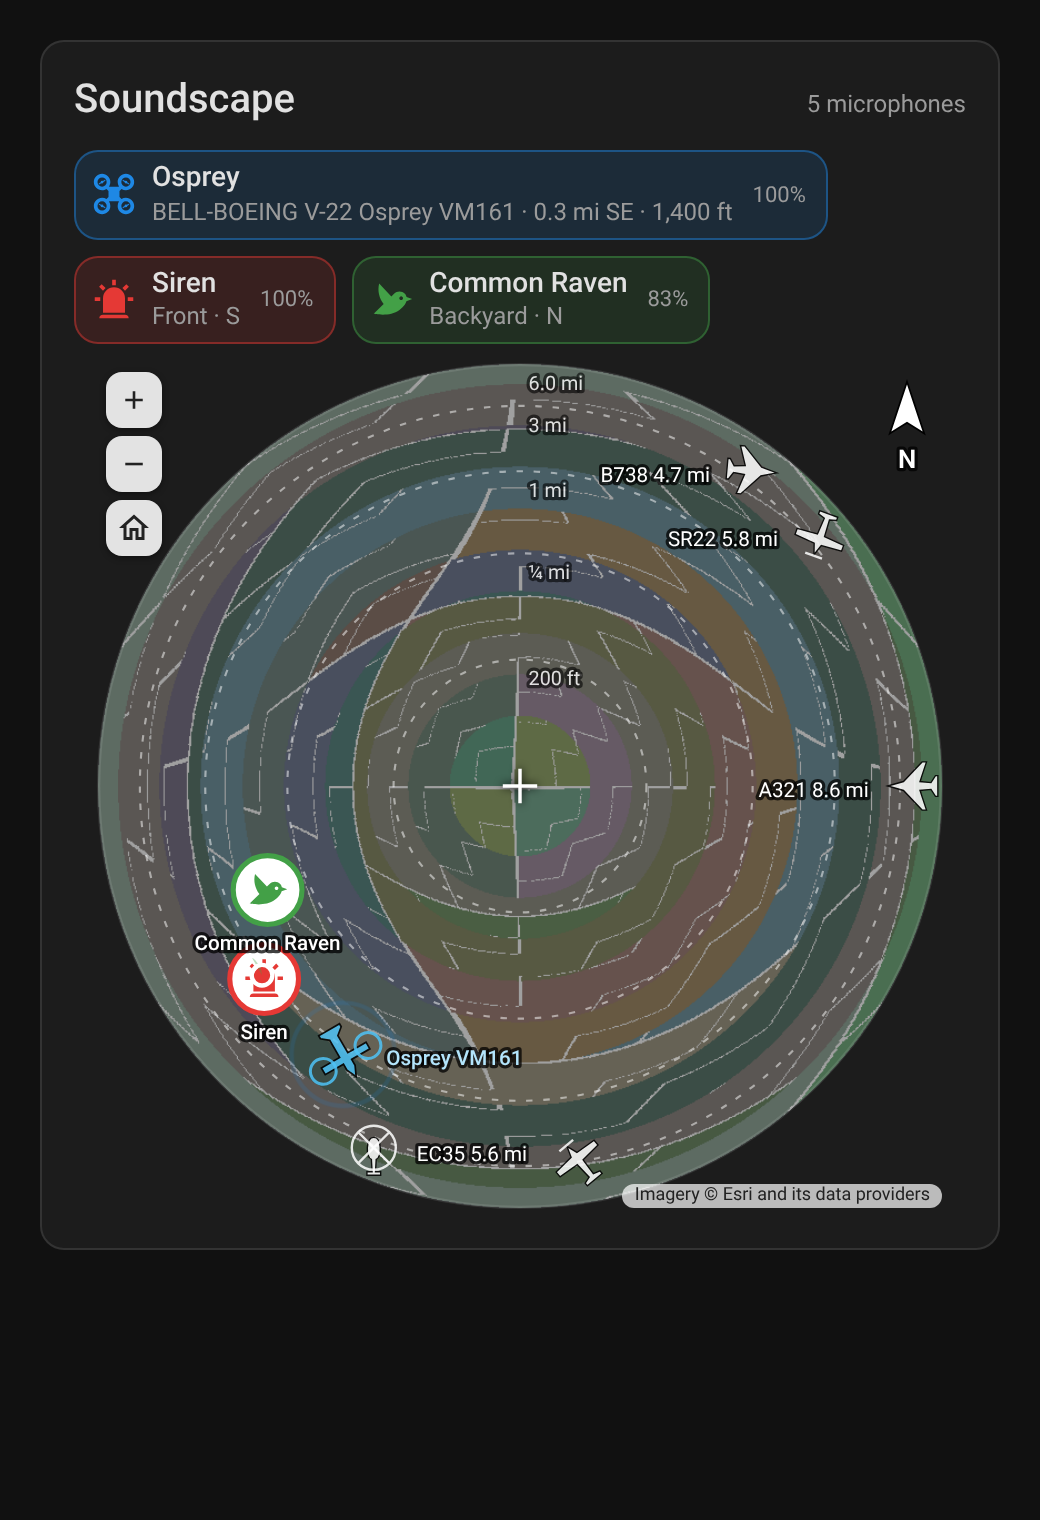 Soundscape
5 microphones
Osprey
BELL-BOEING V-22 Osprey VM161 · 0.3 mi SE · 1,400 ft
100%
Siren
Front · S
100%
Common Raven
Backyard · N
83%
+
−
N
6.0 mi
3 mi
B738 4.7 mi
1 mi
SR22 5.8 mi
¼ mi
200 ft
A321 8.6 mi
Common Raven
Siren
Osprey VM161
EC35 5.6 mi
Imagery © Esri and its data providers